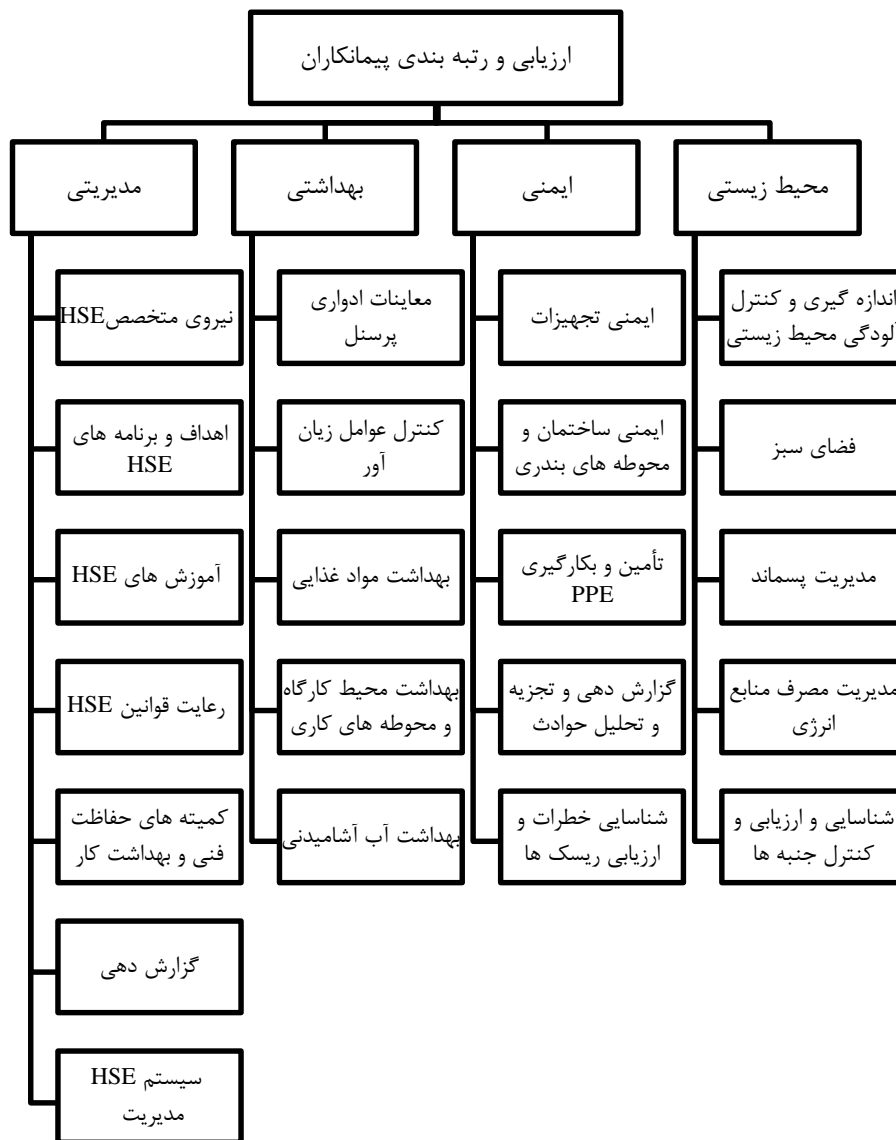 ارزیابی و رتبه بندی پیمانکاران
محیط زیستی
ایمنی
بهداشتی
مدیریتی
اندازه گیری و کنترل
آلودگی محیط زیستی
فضای سبز
مدیریت پسماند
مدیریت مصرف منابع
انرژی
شناسایی و ارزیابی و
کنترل جنبه ها
ایمنی تجهیزات
ایمنی ساختمان و
محوطه های بندری
تأمین و بکارگیری
PPE
گزارش دهی و تجزیه
و تحلیل حوادث
شناسایی خطرات و
ارزیابی ریسک ها
معاینات ادواری
پرسنل
کنترل عوامل زیان
آور
بهداشت مواد غذایی
بهداشت محیط کارگاه
و محوطه های کاری
بهداشت آب آشامیدنی
نیروی متخصصHSE
اهداف و برنامه های
HSE
آموزش های HSE
رعایت قوانین HSE
کمیته های حفاظت
فنی و بهداشت کار
گزارش دهی
سیستم HSE
مدیریت